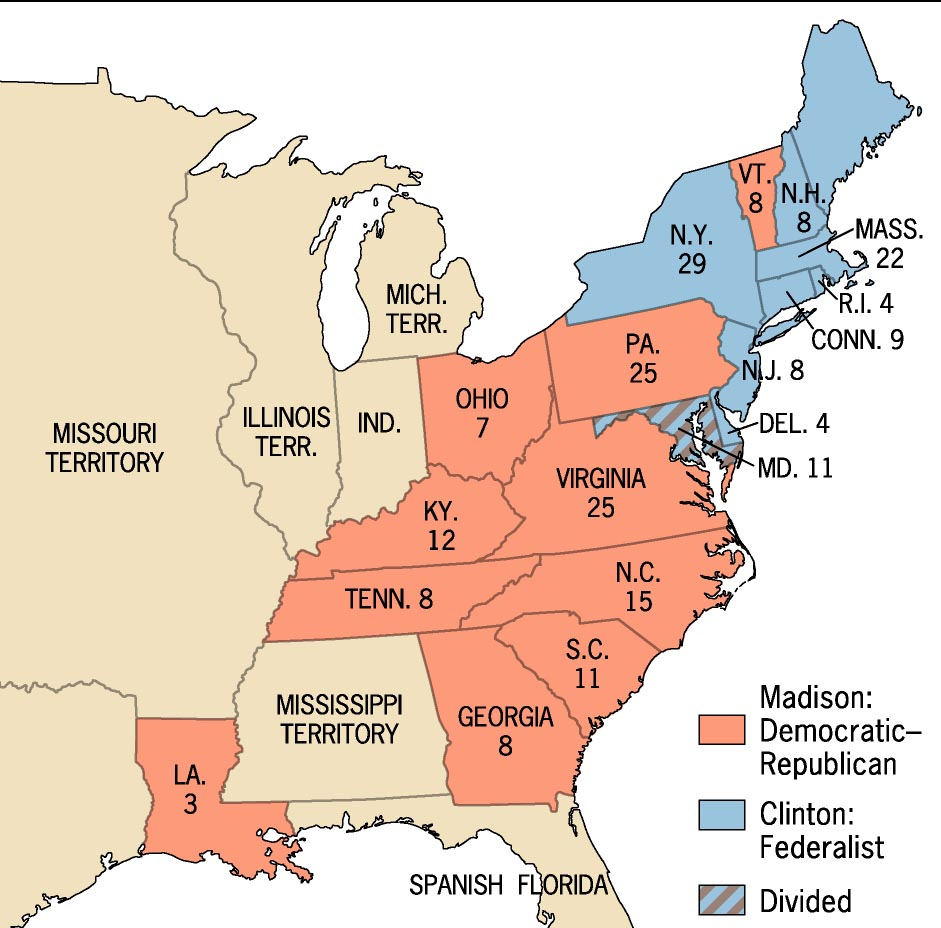 VT.
8
N.H.
8
N.Y.
29
MASS.
22
R.I. 4
CONN. 9
MICH.
TERR.
PA.
25
N.J. 8
OHIO
7
ILLINOIS
TERR.
IND.
DEL. 4
MISSOURI
TERRITORY
MD. 11
VIRGINIA
25
KY.
12
N.C.
15
TENN. 8
S.C.
11
MISSISSIPPI
TERRITORY
GEORGIA
8
LA.
3
SPANISH FLORIDA
Madison:
Democratic–
Republican
Clinton:
Federalist
Divided